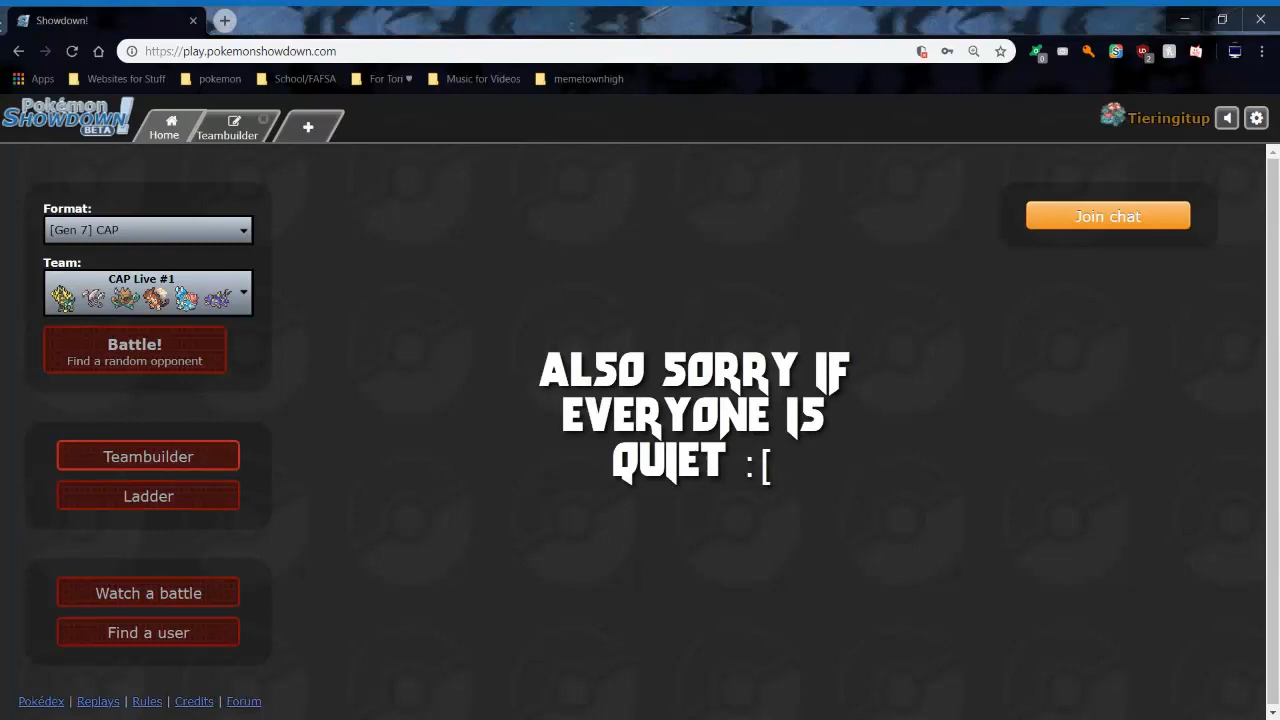 Showdown!
https://play.pokemonshowdown.com
Apps
Websites for Stuff
pokemon
School/FAFSA
For Tori ♥
Music for Videos
memetownhigh
0
2
Pokémon
SHOWDOWN!
BETA
Home
Teambuilder
Tieringitup
Format:
[Gen 7] CAP
Team:
CAP Live #1
Battle!
Find a random opponent
Teambuilder
Ladder
Watch a battle
Find a user
Pokédex | Replays | Rules | Credits | Forum
Join chat
ALSO SORRY IF
EVERYONE IS
QUIET :[